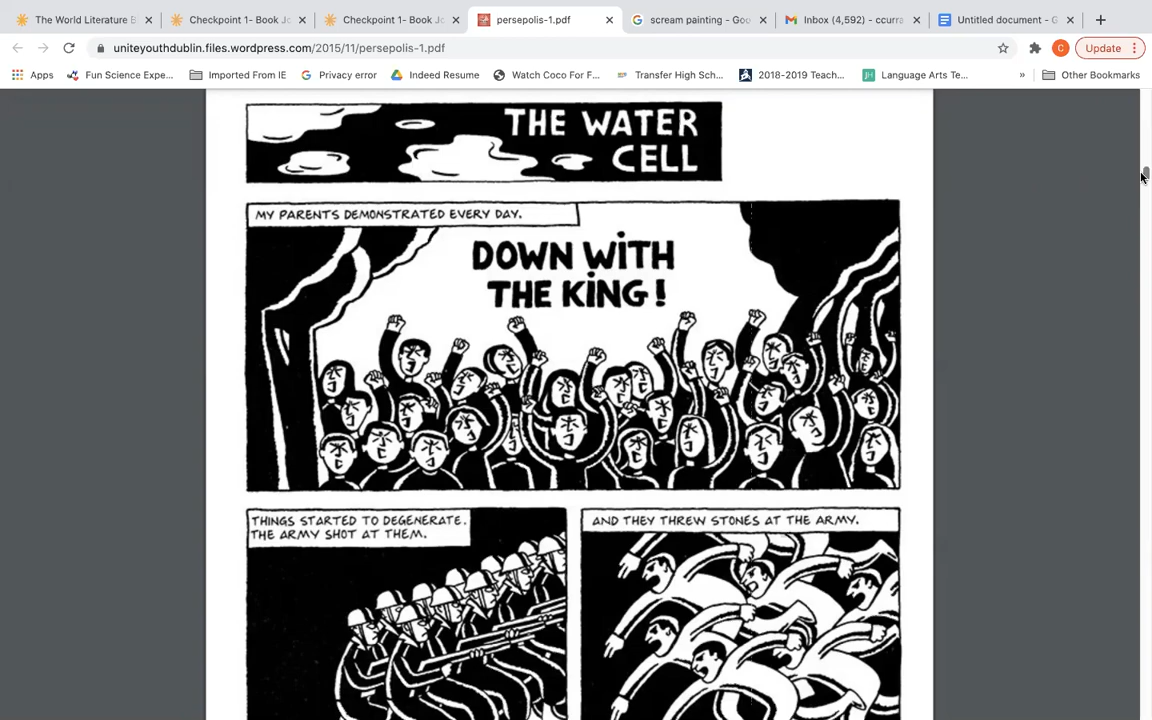 The World Literature B
Checkpoint 1- Book Jo
Checkpoint 1- Book Jo
persepolis-1.pdf
scream painting - Goo
Inbox (4,592) - ccurra
Untitled document - G
uniteyouthdublin.files.wordpress.com/2015/11/persepolis-1.pdf
C
Update
Apps
Fun Science Expe...
Imported From IE
Privacy error
Indeed Resume
Watch Coco For F...
Transfer High Sch...
2018-2019 Teach...
JH
Language Arts Te...
»
Other Bookmarks
THE WATER
CELL
MY PARENTS DEMONSTRATED EVERY DAY.
DOWN WITH
THE KING!
THINGS STARTED TO DEGENERATE.
THE ARMY SHOT AT THEM.
AND THEY THREW STONES AT THE ARMY.